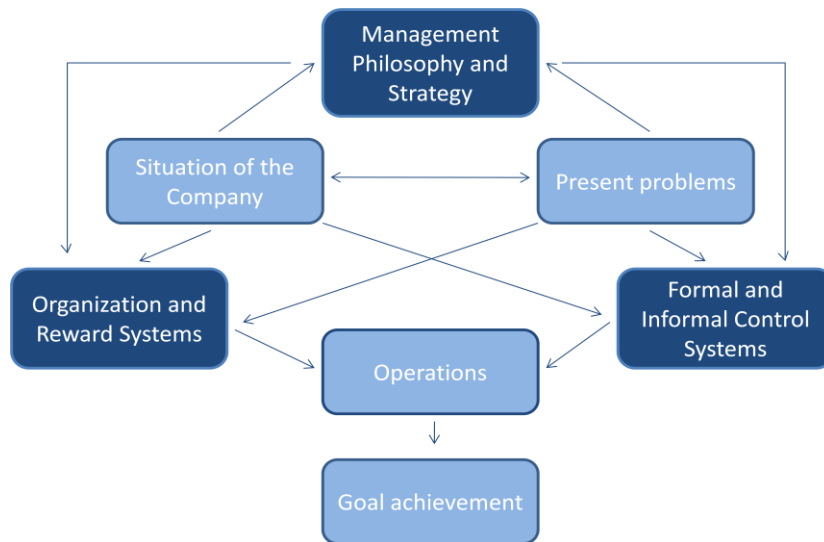 Management
Philosophy and
Strategy
Situation of the
Company
Present problems
Organization and
Reward Systems
Formal and
Informal Control
Systems
Operations
Goal achievement